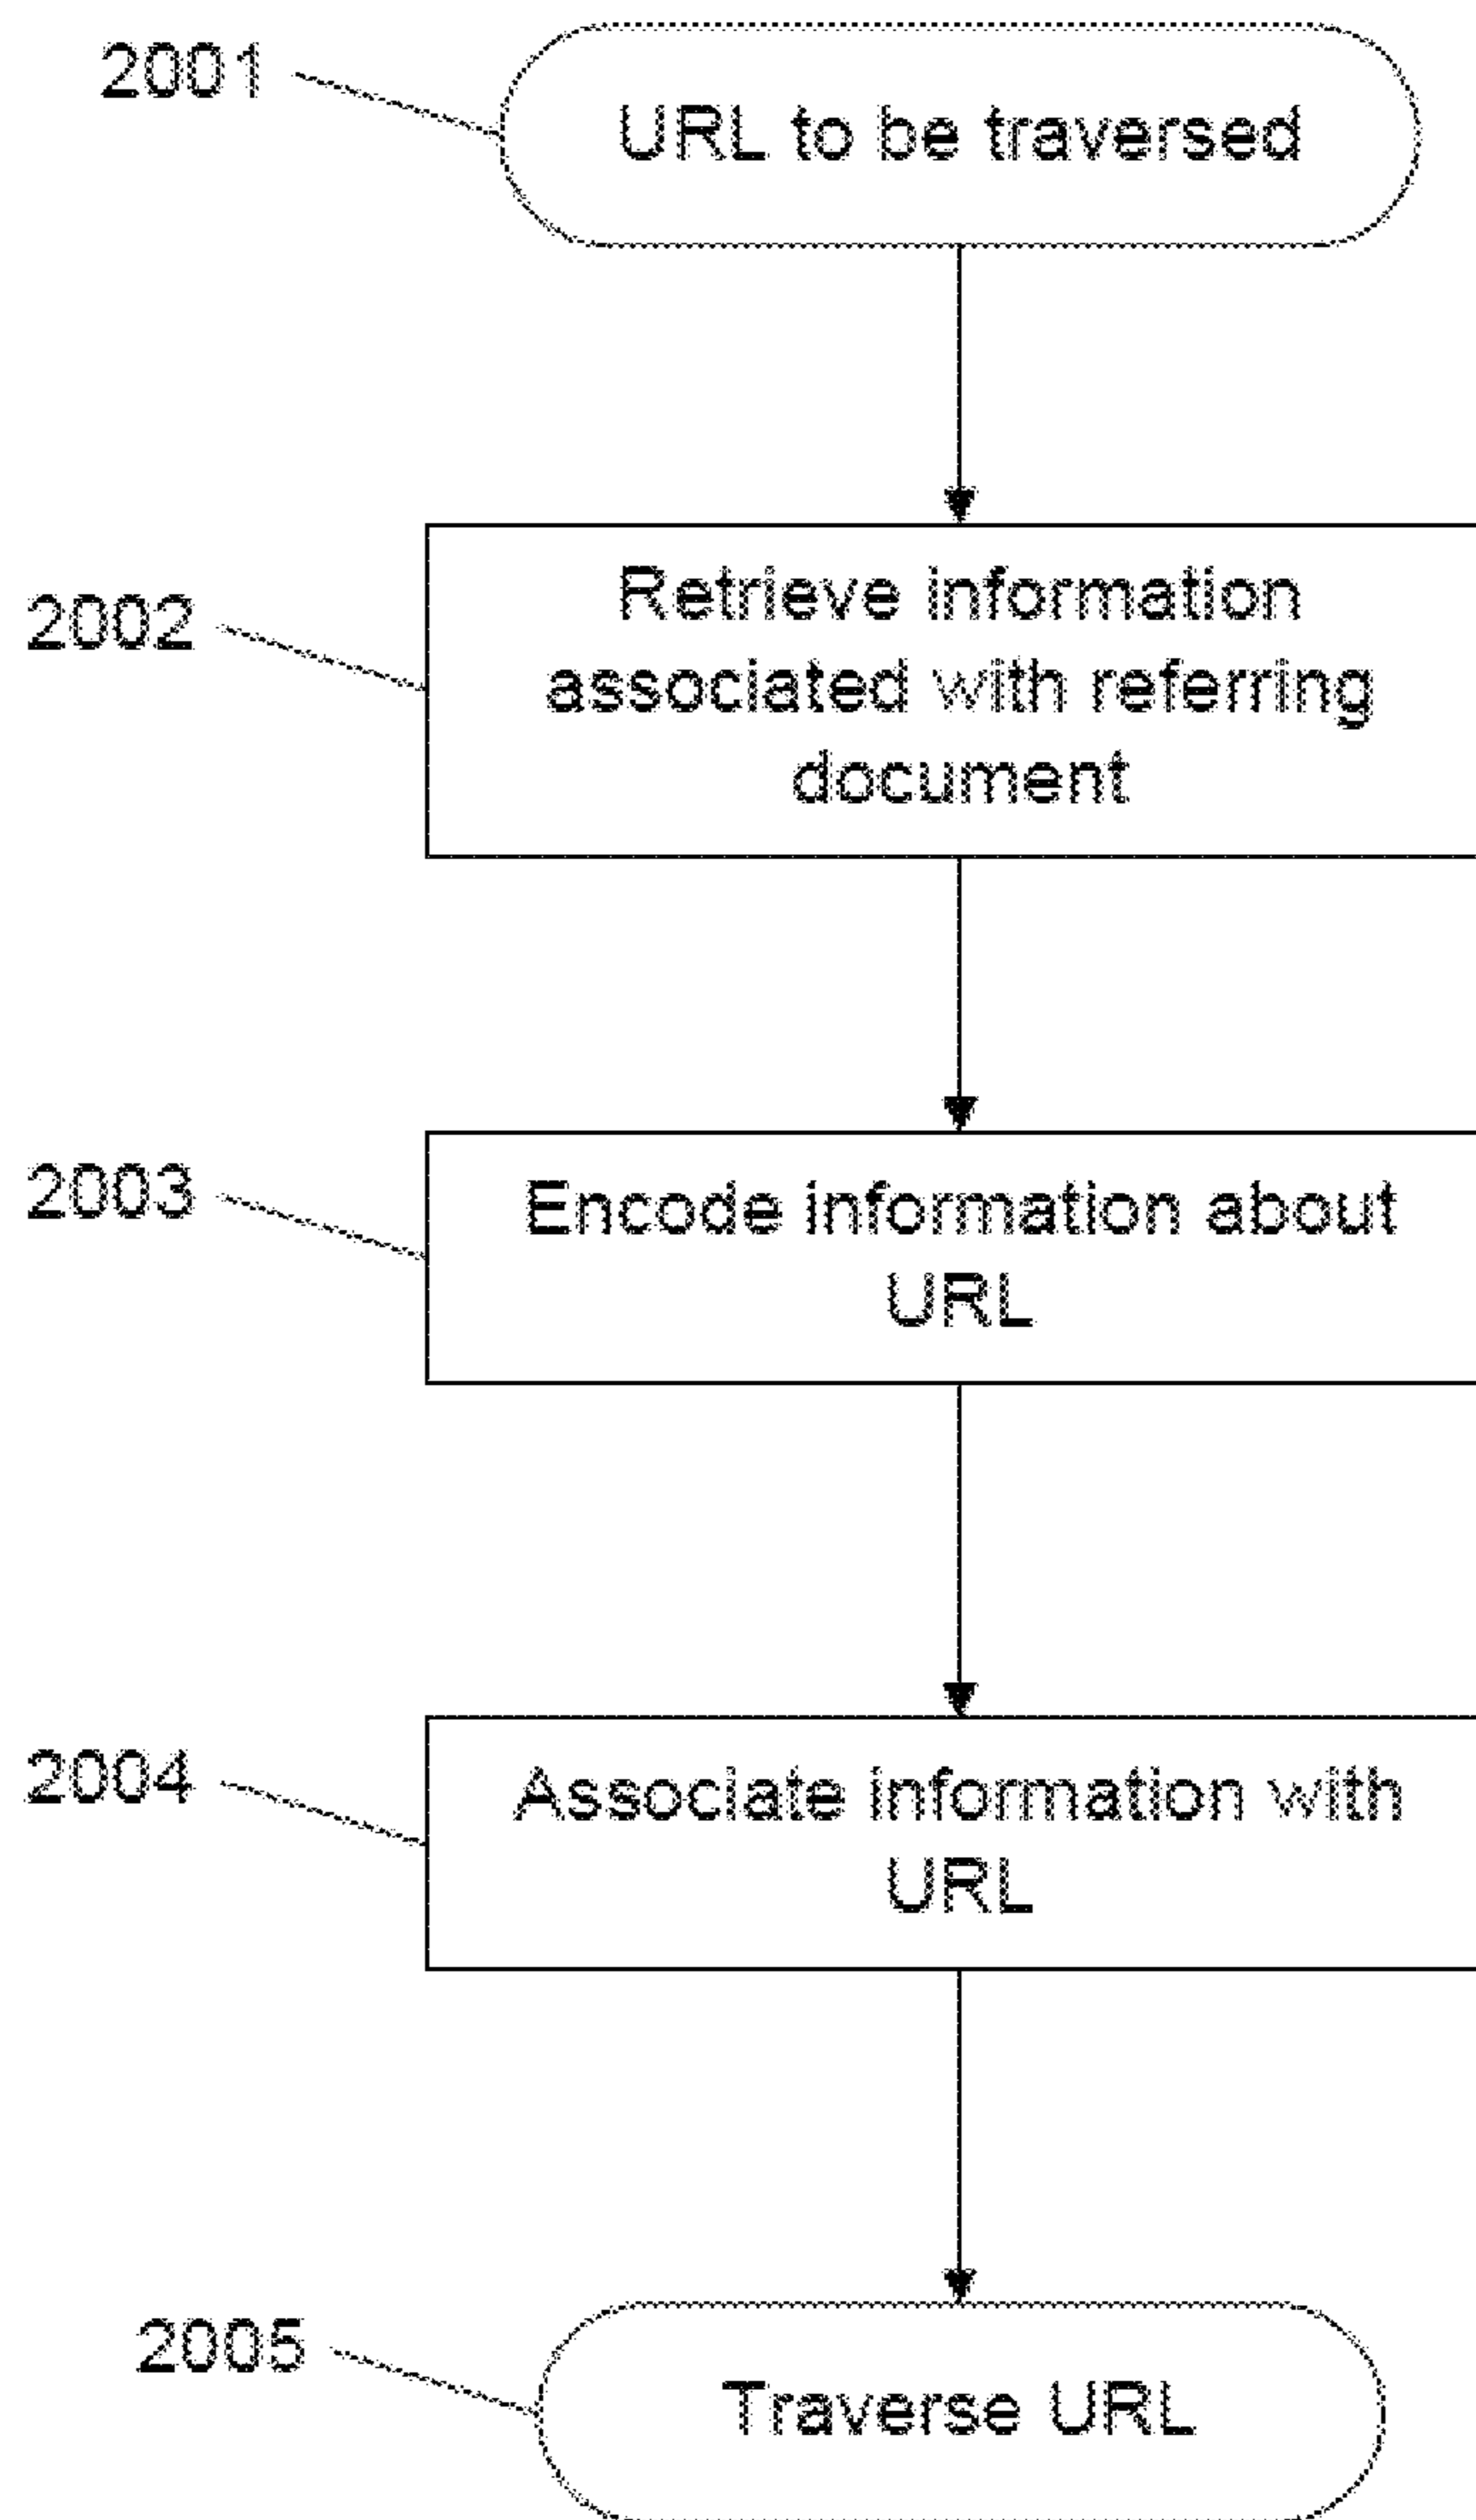 2001
URL to be traversed
2002
Retrieve information
associated with referring
document
2003
Encode information about
URL
2004
Associate information with
URL
2005
Traverse URL